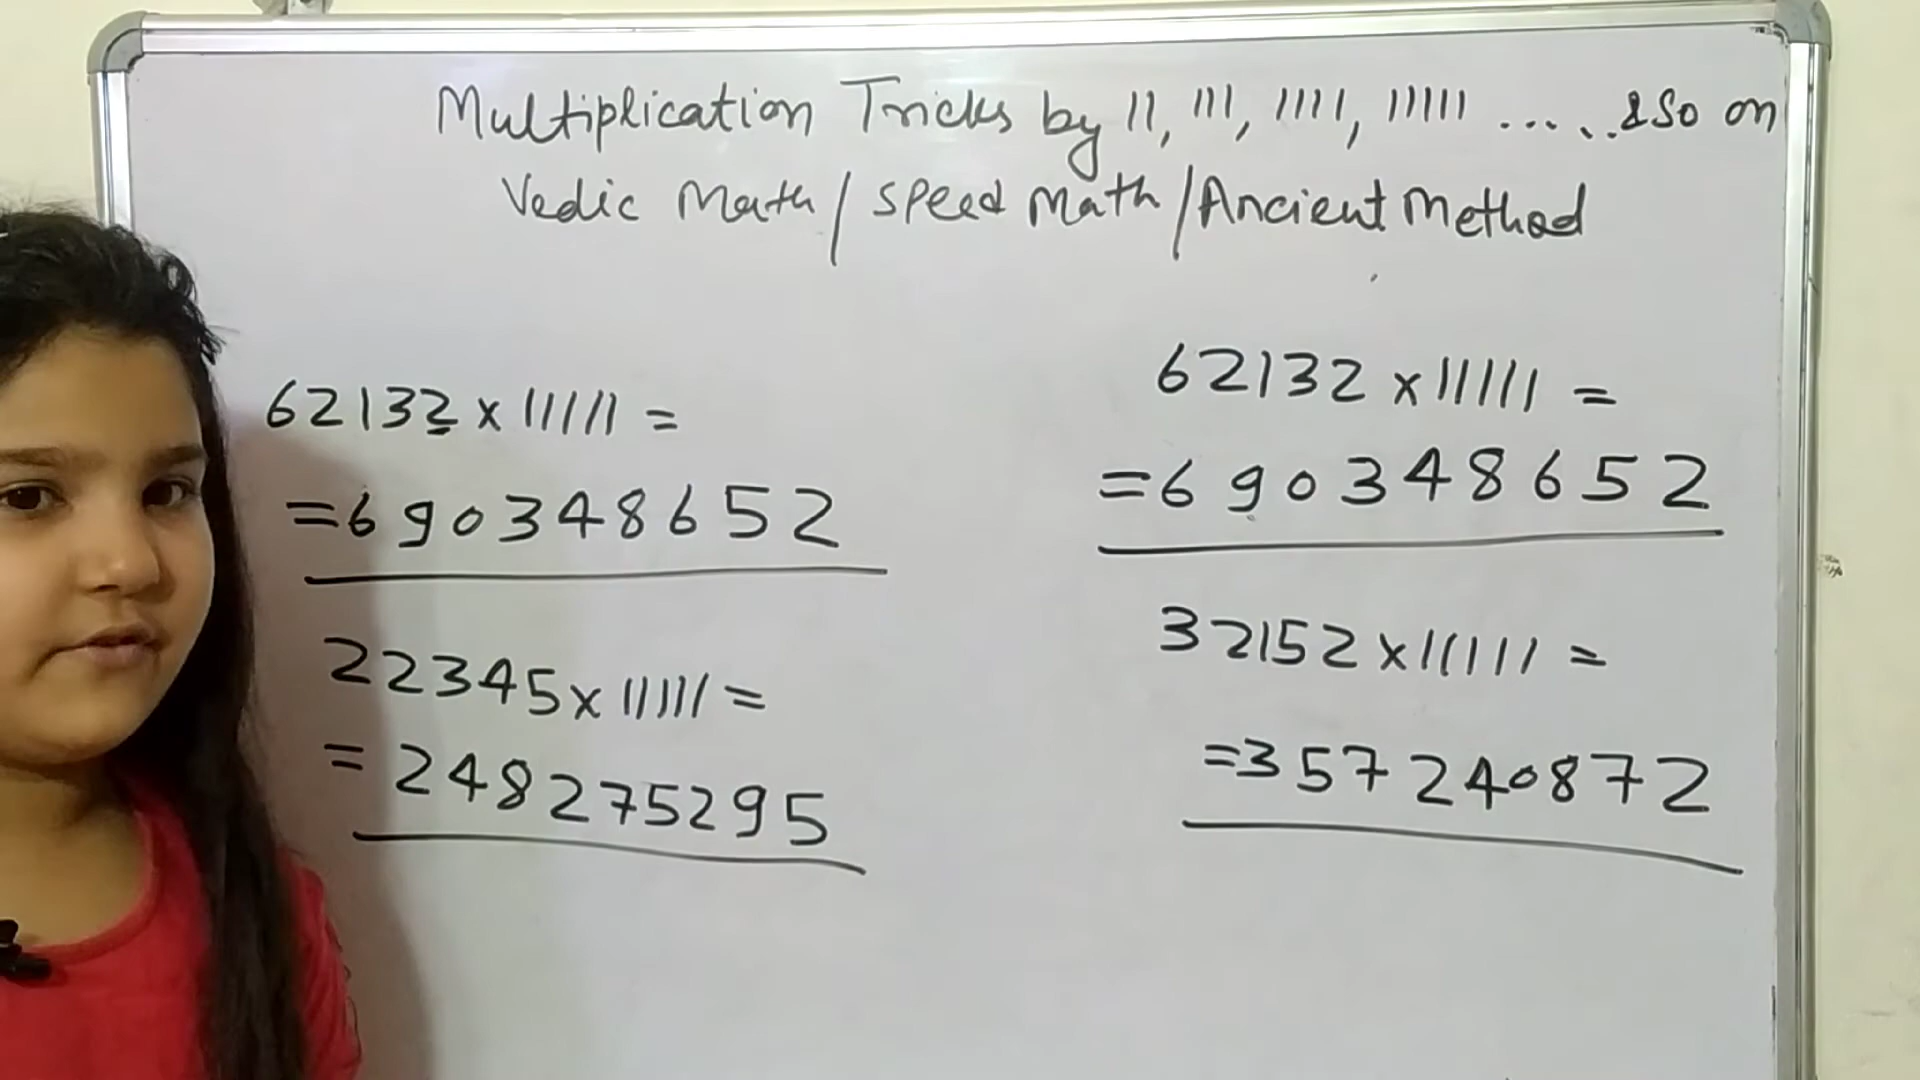 Multiplication Tricks by 11, 111, 1111, 11111 ..... & so on
Vedic Math / Speed Math / Ancient Method
62132 x 11111 =
= 690348652
22345 x 11111 =
= 248275295
62132 x 11111 =
= 690348652
32152 x 11111 =
= 357240872